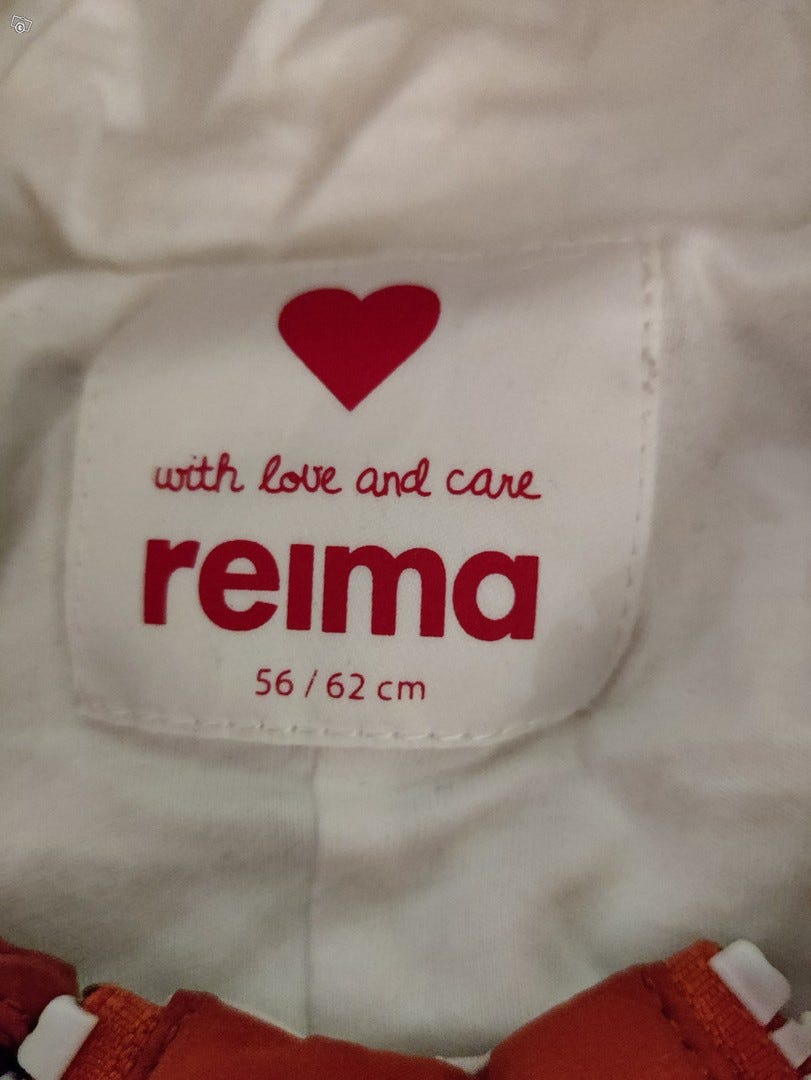 with love and care
reima
56 / 62 cm